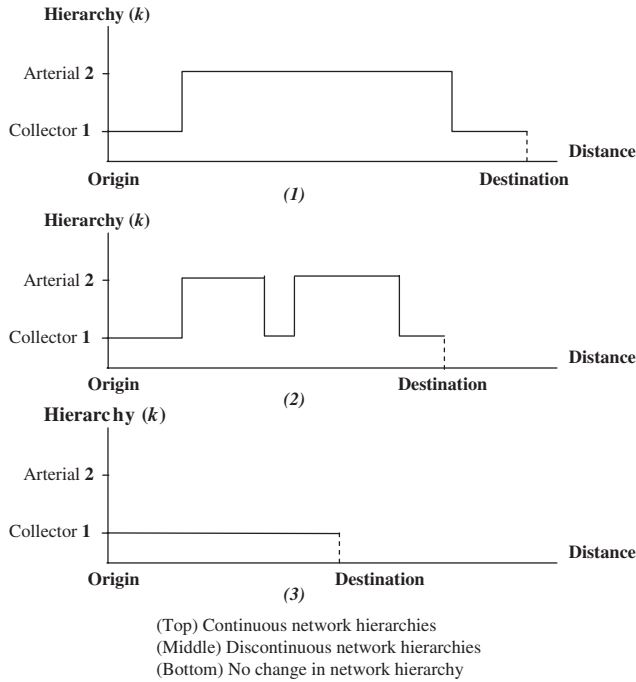 Hierarchy (k)
Arterial 2
Collector 1
Distance
Origin
Destination
(1)
Hierarchy (k)
Arterial 2
Collector 1
Distance
Origin
Destination
(2)
Hierarchy (k)
Arterial 2
Collector 1
Distance
Origin
Destination
(3)
(Top) Continuous network hierarchies
(Middle) Discontinuous network hierarchies
(Bottom) No change in network hierarchy